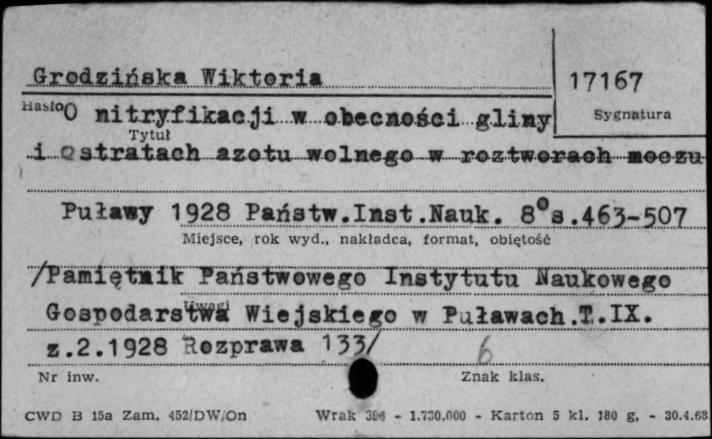 Grodzińska Wiktoria
17167
Hasło
O nitryfikacji w obecności gliny
Sygnatura
Tytuł
i o stratach azotu wolnego w roztworach moczu
Puławy 1928 Państw.Inst.Nauk. 8°s.463-507
Miejsce, rok wyd., nakładca, format, objętość
/Pamiętnik Państwowego Instytutu Naukowego
Uwagi
Gospodarstwa Wiejskiego w Puławach.T.IX.
z.2.1928 Rozprawa 133/
6
Nr inw.
Znak klas.
CWD B 15a Zam. 452/DW/On
Wrak 396 - 1.730.000 - Karton 5 kl. 180 g, - 30.4.68